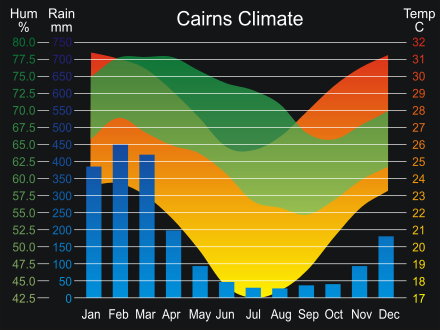 Cairns Climate
Hum Rain Temp
% mm C
80.0 750 32
77.5 700 31
75.0 650 30
72.5 600 29
70.0 550 28
67.5 500 27
65.0 450 26
62.5 400 25
60.0 350 24
57.5 300 23
55.0 250 22
52.5 200 21
50.0 150 20
47.5 100 19
45.0 50 18
42.5 0 17
Jan Feb Mar Apr May Jun Jul Aug Sep Oct Nov Dec